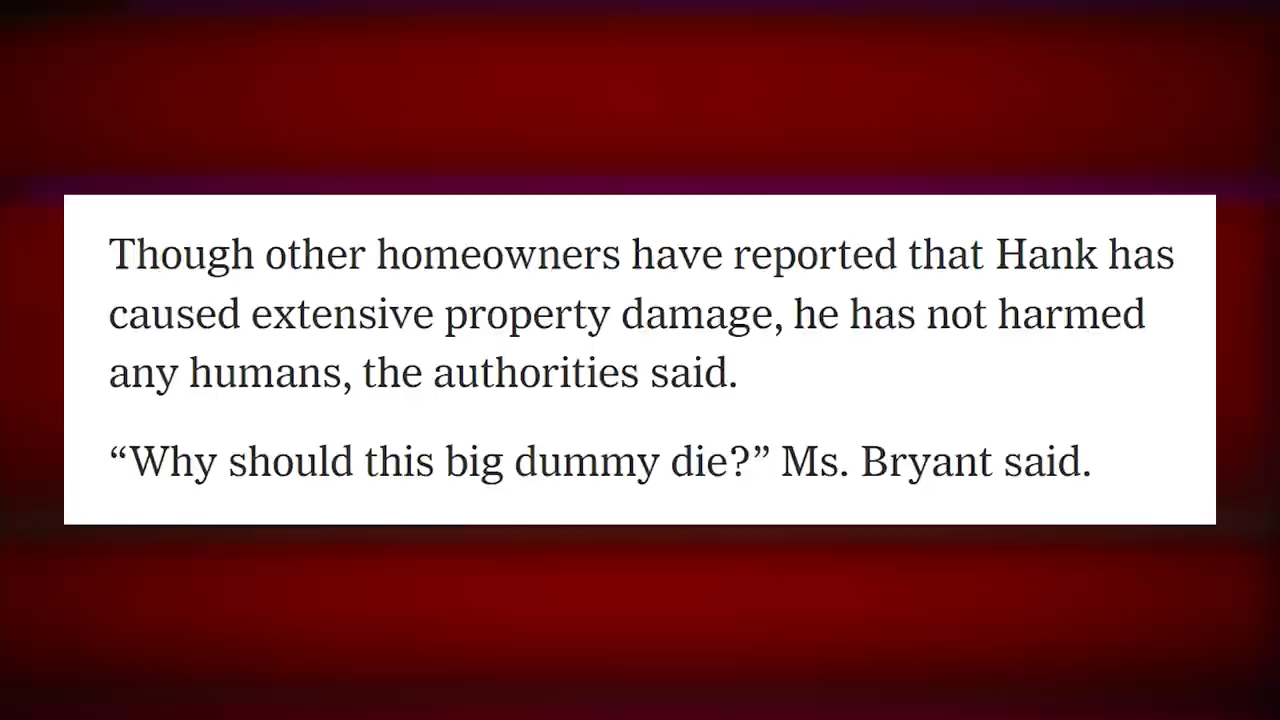 Though other homeowners have reported that Hank has
caused extensive property damage, he has not harmed
any humans, the authorities said.
“Why should this big dummy die?” Ms. Bryant said.